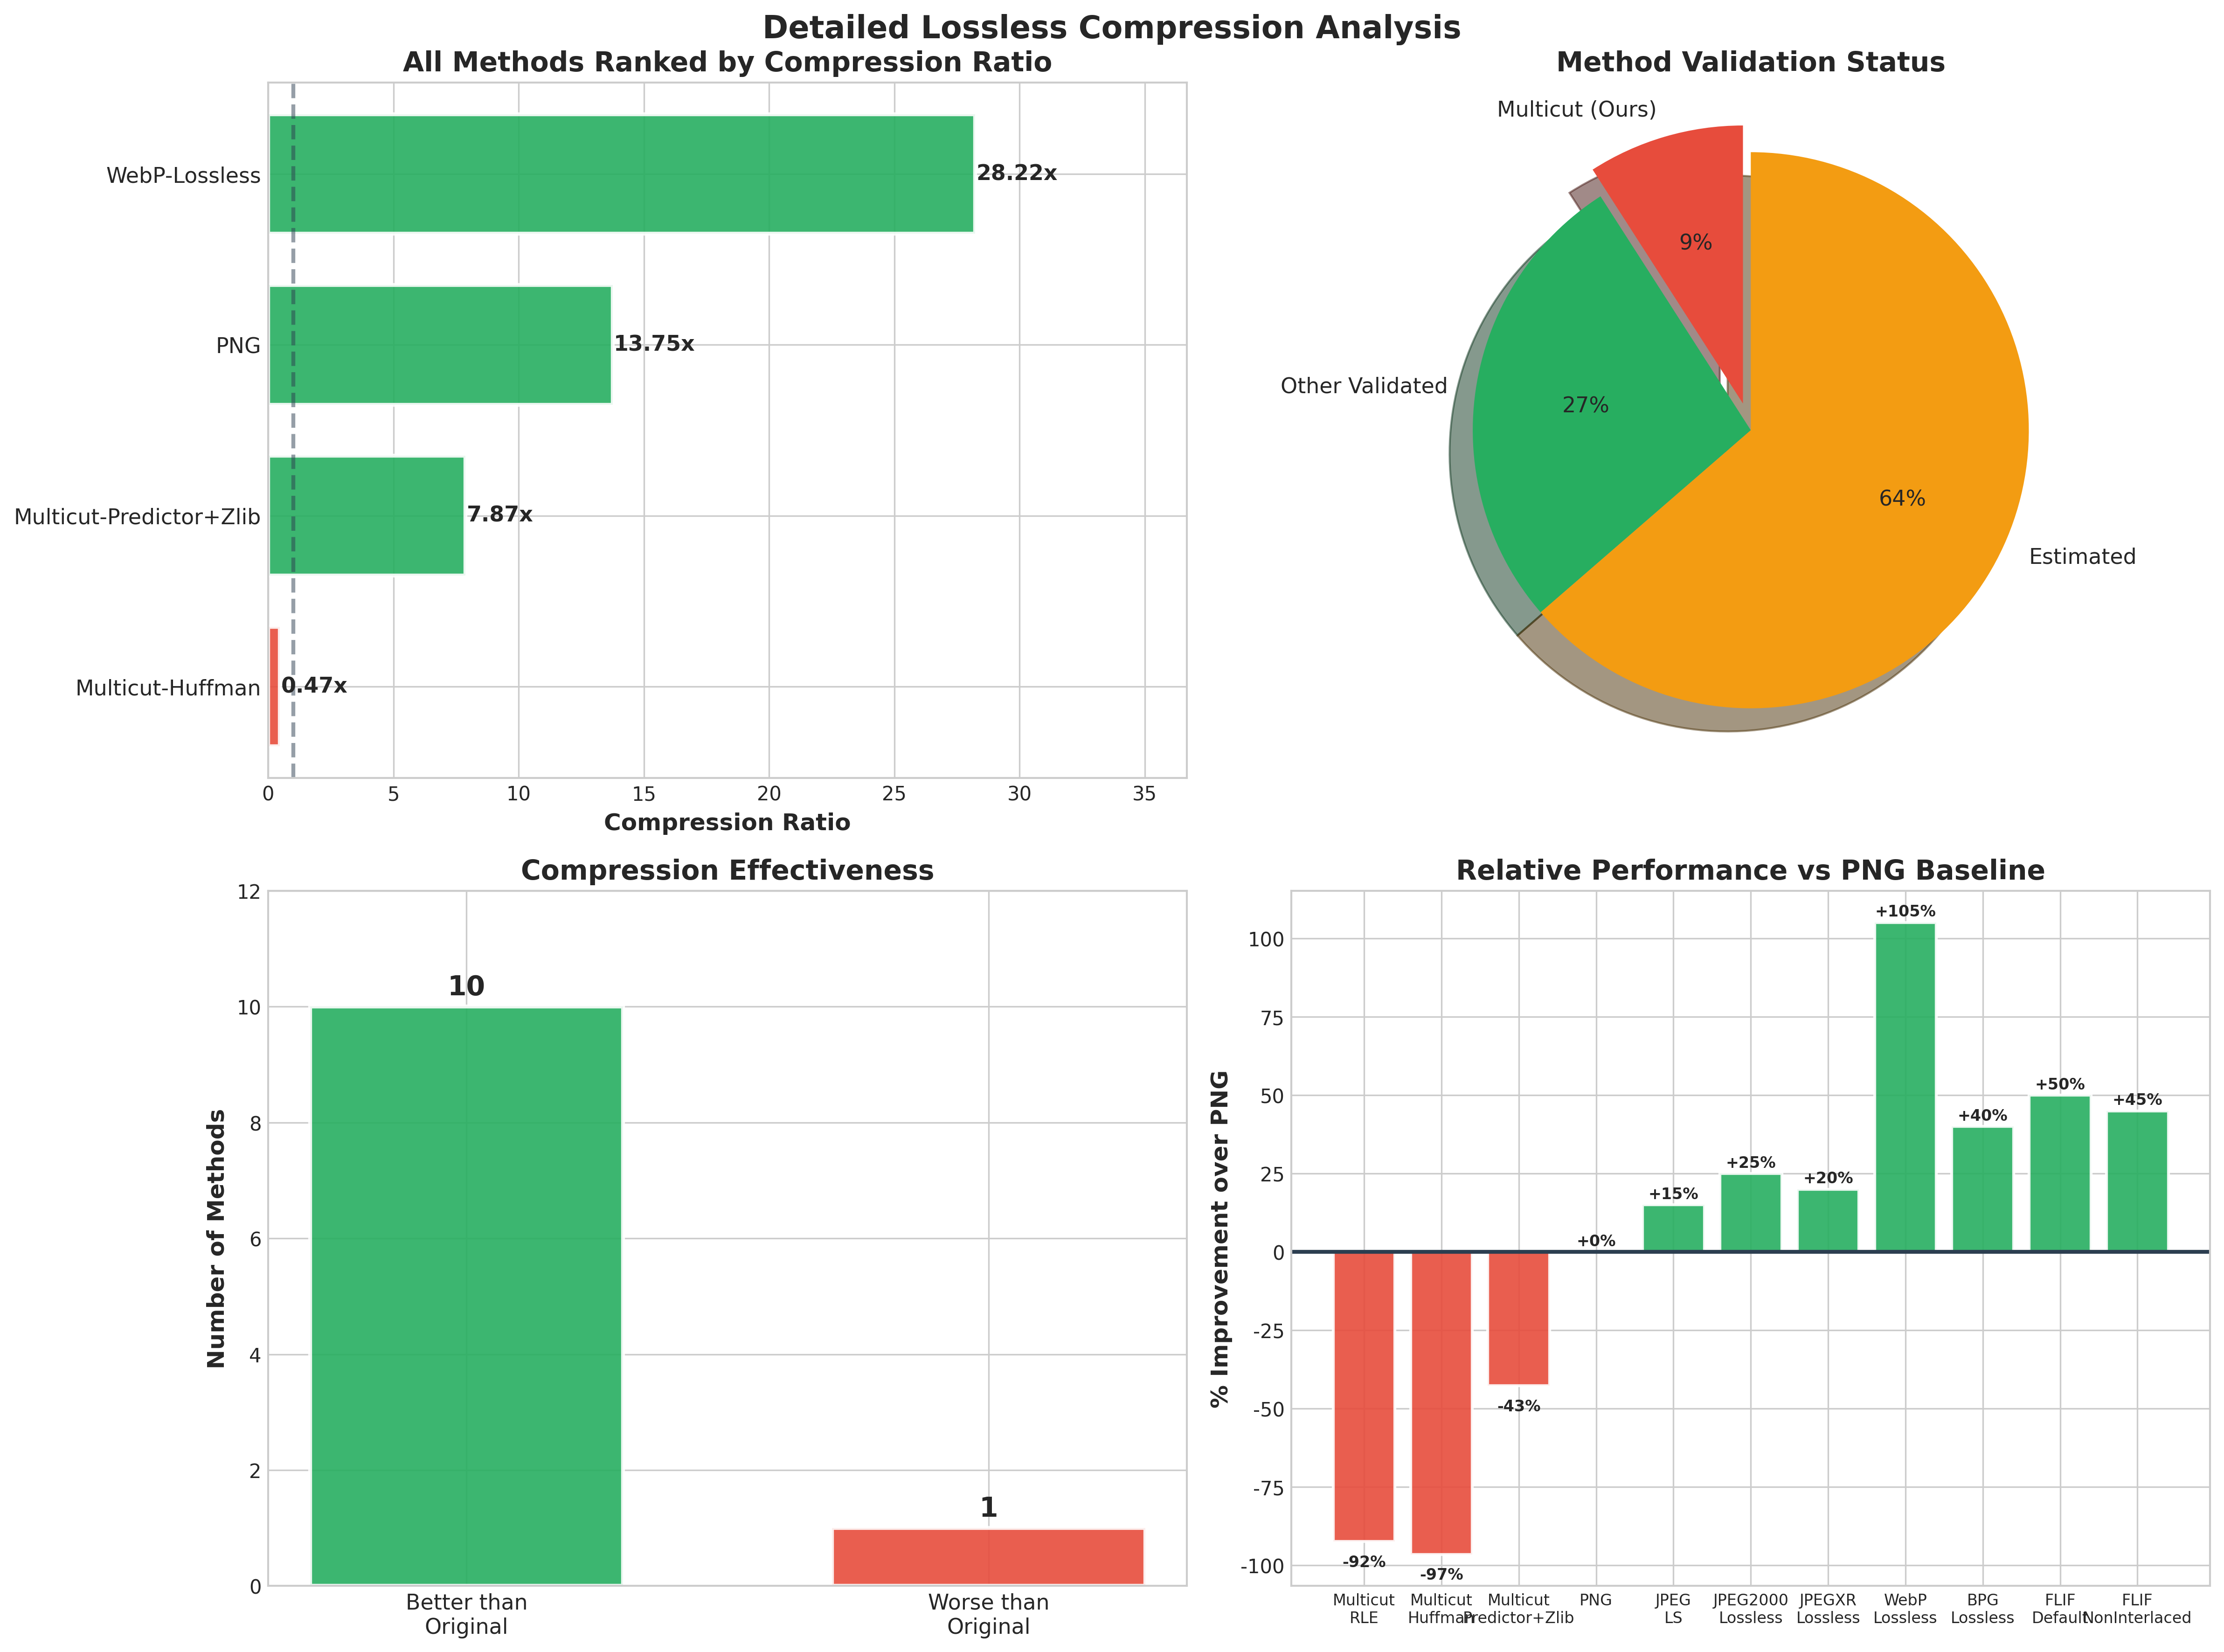 Detailed Lossless Compression Analysis
All Methods Ranked by Compression Ratio
WebP-Lossless
28.22x
PNG
13.75x
Multicut-Predictor+Zlib
7.87x
Multicut-Huffman
0.47x
0 5 10 15 20 25 30 35
Compression Ratio
Method Validation Status
Multicut (Ours)
9%
Other Validated
27%
64%
Estimated
Compression Effectiveness
Number of Methods
12
10
8
6
4
2
0
10
1
Better than
Original
Worse than
Original
Relative Performance vs PNG Baseline
% Improvement over PNG
100
75
50
25
0
-25
-50
-75
-100
-92%
-97%
-43%
+0%
+15%
+25%
+20%
+105%
+40%
+50%
+45%
Multicut
RLE
Multicut
Huffman
Multicut
Predictor+Zlib
PNG
JPEG
LS
JPEG2000
Lossless
JPEGXR
Lossless
WebP
Lossless
BPG
Lossless
FLIF
Default
FLIF
NonInterlaced